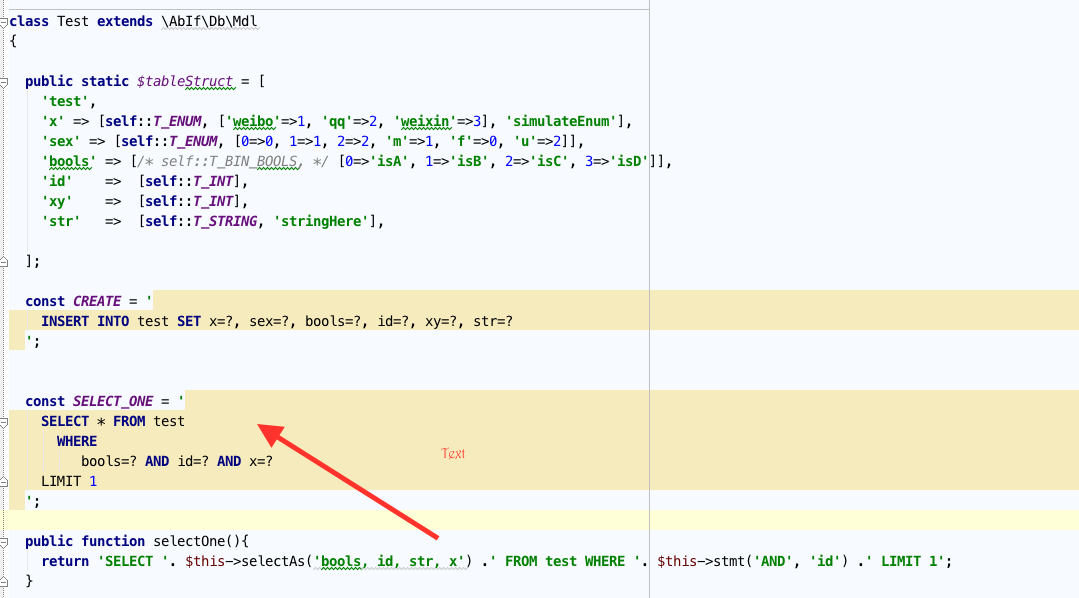 class Test extends \AbIf\Db\Mdl
{
public static $tableStruct = [
'test',
'x' => [self::T_ENUM, ['weibo'=>1, 'qq'=>2, 'weixin'=>3], 'simulateEnum'],
'sex' => [self::T_ENUM, [0=>0, 1=>1, 2=>2, 'm'=>1, 'f'=>0, 'u'=>2]],
'bools' => [/* self::T_BIN_BOOLS, */ [0=>'isA', 1=>'isB', 2=>'isC', 3=>'isD']],
'id' => [self::T_INT],
'xy' => [self::T_INT],
'str' => [self::T_STRING, 'stringHere'],
];
const CREATE = '
INSERT INTO test SET x=?, sex=?, bools=?, id=?, xy=?, str=?
';
const SELECT_ONE = '
SELECT * FROM test
WHERE
Text
bools=? AND id=? AND x=?
LIMIT 1
';
public function selectOne(){
return 'SELECT '. $this->selectAs('bools, id, str, x') .' FROM test WHERE '. $this->stmt('AND', 'id') .' LIMIT 1';
}